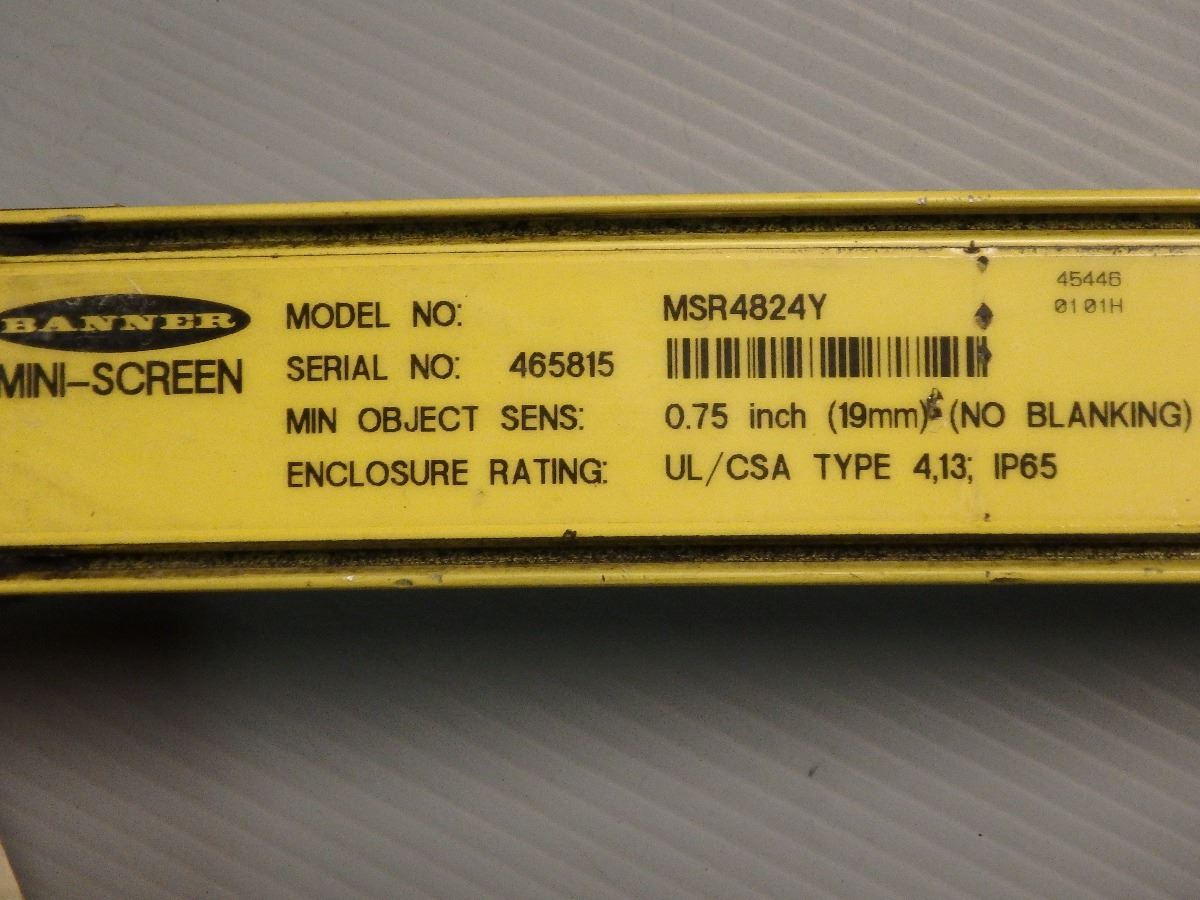 BANNER
MINI-SCREEN
MODEL NO: MSR4824Y
SERIAL NO: 465815
MIN OBJECT SENS: 0.75 inch (19mm) (NO BLANKING)
ENCLOSURE RATING: UL/CSA TYPE 4,13; IP65
45446
0101H